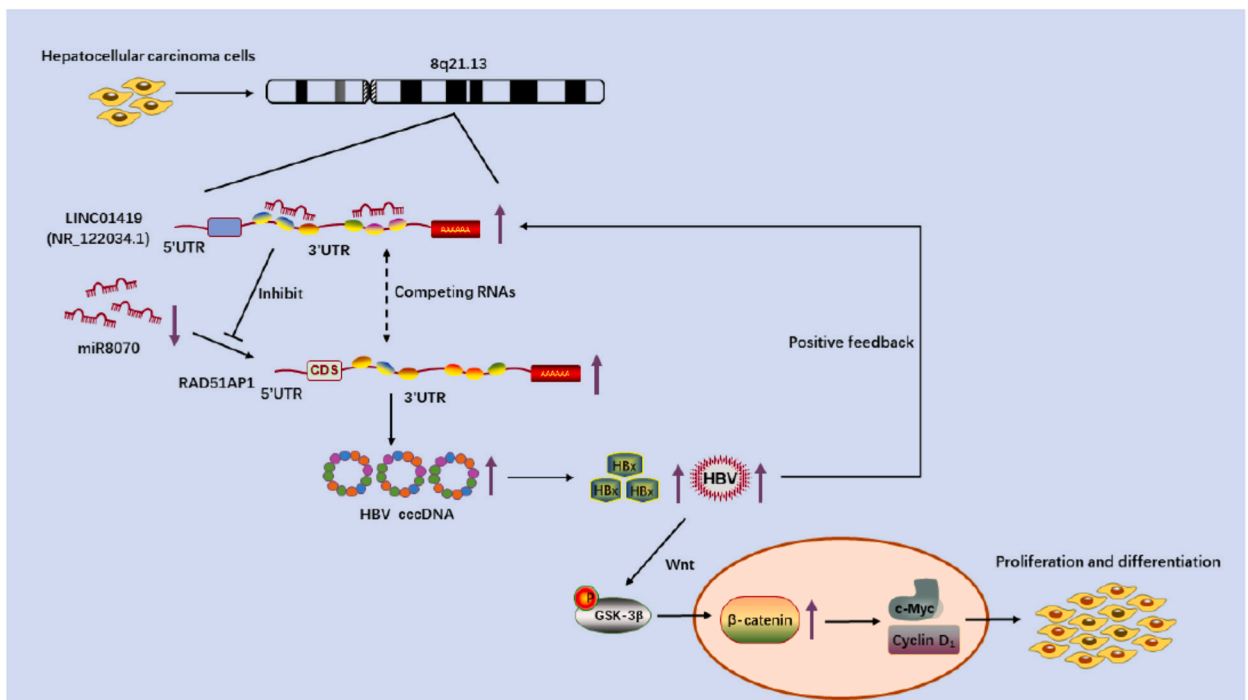 Hepatocellular carcinoma cells
8q21.13
LINC01419
(NR_122034.1)
5'UTR
3'UTR
Inhibit
Competing RNAs
miR8070
Positive feedback
RAD51AP1
5'UTR
CDS
3'UTR
HBx
HBx
HBx
HBV
HBV cccDNA
Wnt
Proliferation and differentiation
P
GSK-3β
β-catenin
c-Myc
Cyclin D₁